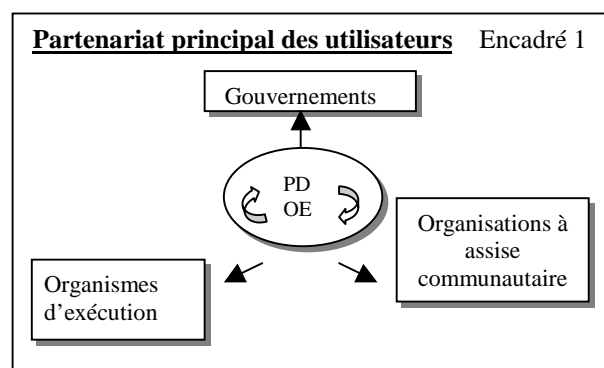 Partenariat principal des utilisateurs Encadré 1
Gouvernements
PD
OE
Organisations à
assise
communautaire
Organismes
d'exécution